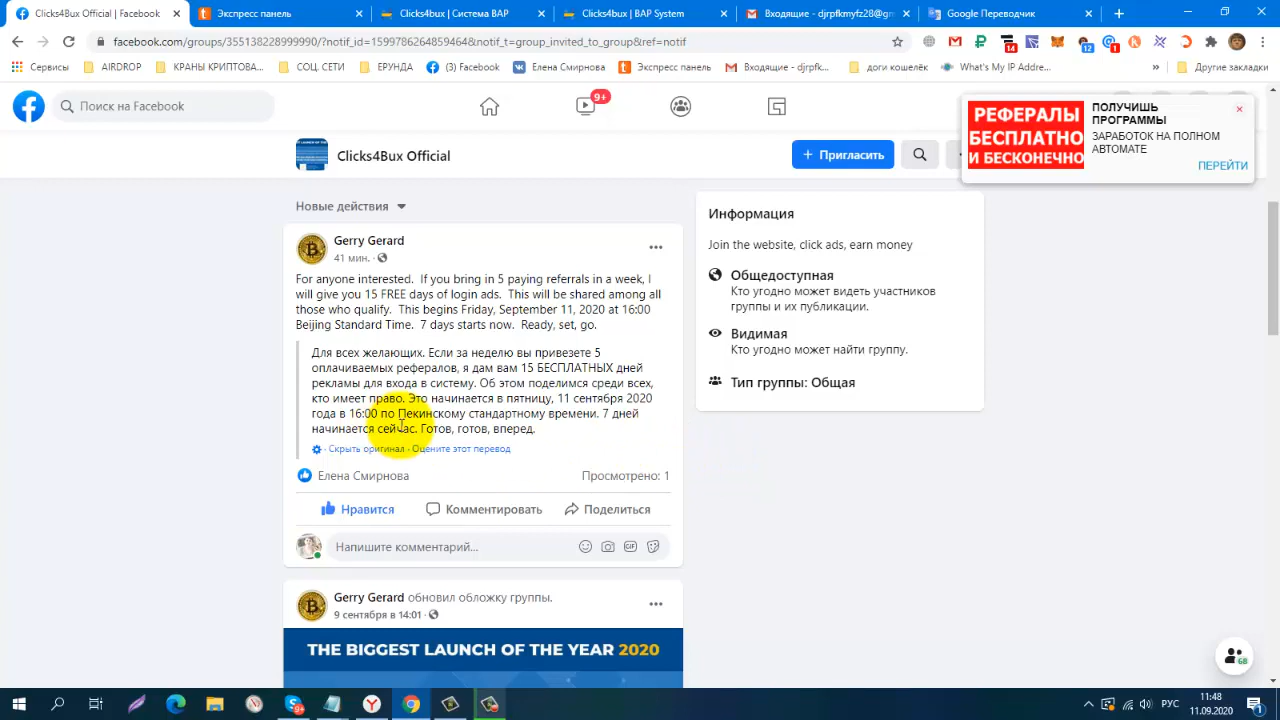 Clicks4Bux Official | Facebook
Экспресс панель
Clicks4bux | Система BAP
Clicks4bux | BAP System
Входящие - djrpfkmyfz28@gm
Google Переводчик
facebook.com/groups/355138228999990/?notif_id=1599786264859464&notif_t=group_invited_to_group&ref=notif
14
12
1
Сервисы
AIRDROP
КРАНЫ КРИПТОВА...
СОЦ. СЕТИ
ЕРУНДА
(3) Facebook
Елена Смирнова
Экспресс панель
Входящие - djrpfk...
доги кошелёк
What's My IP Addre...
»
Другие закладки
Поиск на Facebook
9+
РЕФЕРАЛЫ
БЕСПЛАТНО
И БЕСКОНЕЧНО
ПОЛУЧИШЬ
ПРОГРАММЫ
ЗАРАБОТОК НА ПОЛНОМ
АВТОМАТЕ
ПЕРЕЙТИ
Clicks4Bux Official
+ Пригласить
Новые действия
Gerry Gerard
41 мин. ·
For anyone interested. If you bring in 5 paying referrals in a week, I
will give you 15 FREE days of login ads. This will be shared among all
those who qualify. This begins Friday, September 11, 2020 at 16:00
Beijing Standard Time. 7 days starts now. Ready, set, go.
Для всех желающих. Если за неделю вы привезете 5
оплачиваемых рефералов, я дам вам 15 БЕСПЛАТНЫХ дней
рекламы для входа в систему. Об этом поделимся среди всех,
кто имеет право. Это начинается в пятницу, 11 сентября 2020
года в 16:00 по Пекинскому стандартному времени. 7 дней
начинается сейчас. Готов, готов, вперед.
· Скрыть оригинал · Оцените этот перевод
Елена Смирнова
Просмотрено: 1
Нравится
Комментировать
Поделиться
Напишите комментарий...
GIF
Gerry Gerard обновил обложку группы.
9 сентября в 14:01 ·
THE BIGGEST LAUNCH OF THE YEAR 2020
Информация
Join the website, click ads, earn money
Общедоступная
Кто угодно может видеть участников
группы и их публикации.
Видимая
Кто угодно может найти группу.
Тип группы: Общая
9+
РУС
11:48
11.09.2020
1